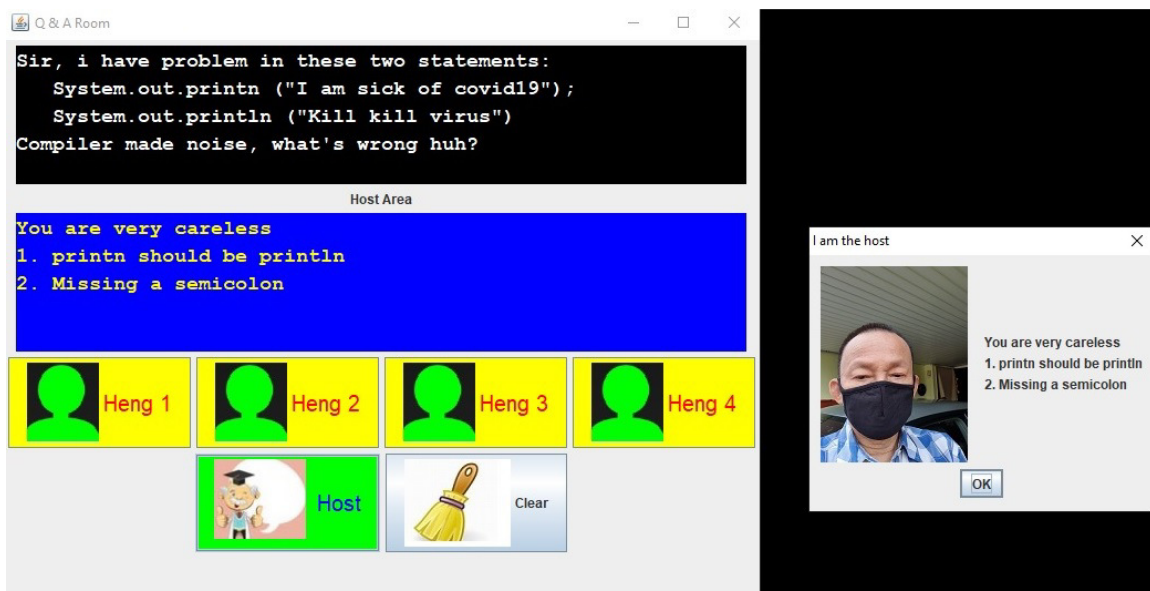 Q & A Room
Sir, i have problem in these two statements:
System.out.printn ("I am sick of covid19");
System.out.println ("Kill kill virus")
Compiler made noise, what's wrong huh?
Host Area
You are very careless
1. printn should be println
2. Missing a semicolon
Heng 1
Heng 2
Heng 3
Heng 4
Host
Clear
I am the host
You are very careless
1. printn should be println
2. Missing a semicolon
OK